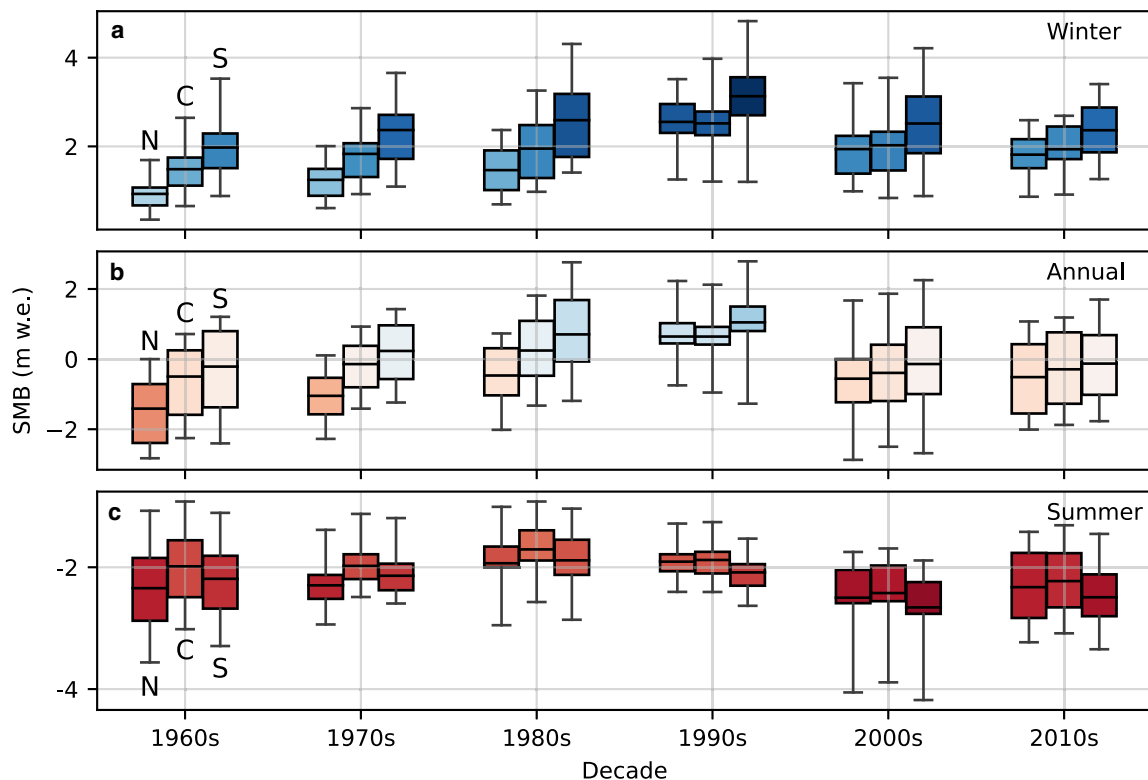 a
Winter
S
C
N
4
2
b
Annual
S
C
N
2
0
−2
SMB (m w.e.)
c
Summer
C
S
N
-2
-4
1960s 1970s 1980s 1990s 2000s 2010s
Decade